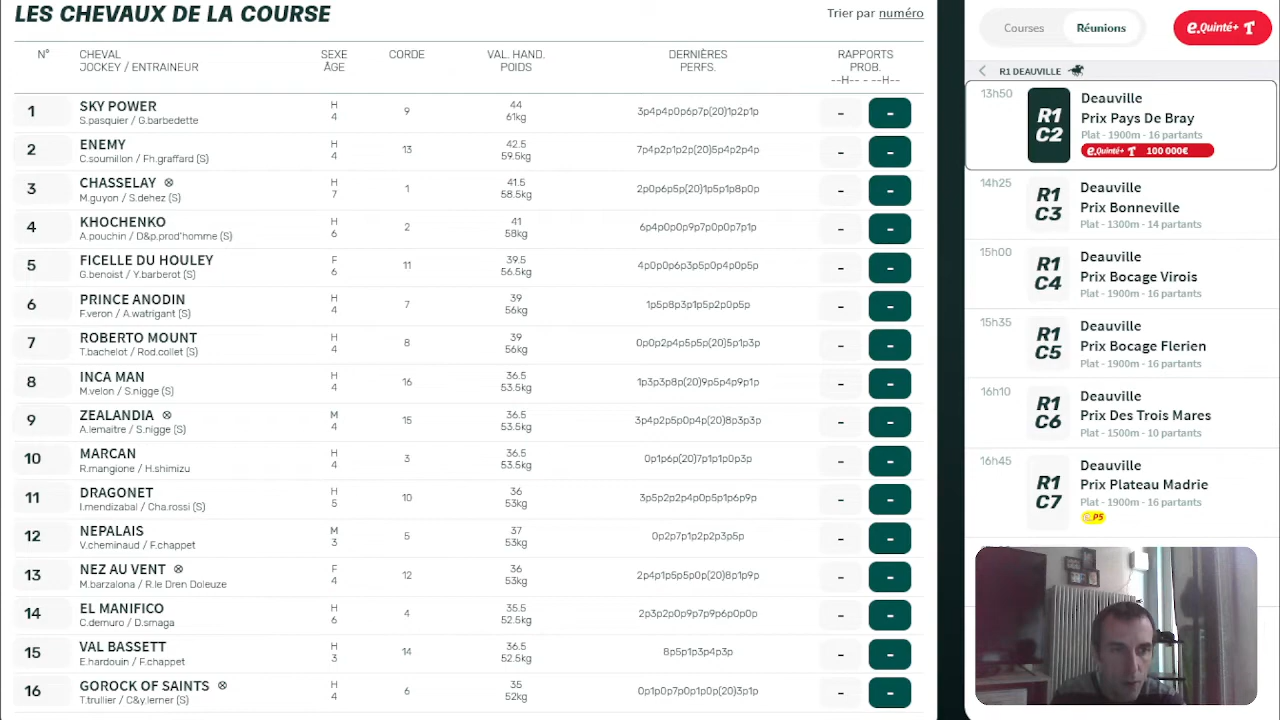 LES CHEVAUX DE LA COURSE
Trier par numéro
N° CHEVAL SEXE CORDE VAL. HAND. DERNIÈRES RAPPORTS
JOCKEY / ENTRAINEUR ÂGE POIDS PERFS. PROB.
--H-- - --H--
1 SKY POWER H 9 44 3p4p4p0p6p7p(20)1p2p1p - -
S.pasquier / G.barbedette 4 61kg
2 ENEMY H 13 42.5 7p4p2p1p2p(20)5p4p2p4p - -
C.soumillon / Fh.graffard (S) 4 59.5kg
3 CHASSELAY H 1 41.5 2p0p6p5p(20)1p5p1p8p0p - -
M.guyon / S.dehez (S) 7 58.5kg
4 KHOCHENKO H 2 41 6p4p0p0p9p7p0p0p7p1p - -
A.pouchin / D&p.prod'homme (S) 6 58kg
5 FICELLE DU HOULEY F 11 39.5 4p0p0p6p3p5p0p4p0p5p - -
G.benoist / Y.barberot (S) 6 56.5kg
6 PRINCE ANODIN H 7 39 1p5p8p3p1p5p2p0p5p - -
F.veron / A.watrigant (S) 4 56kg
7 ROBERTO MOUNT H 8 39 0p0p2p4p5p5p(20)5p1p3p - -
T.bachelot / Rod.collet (S) 4 56kg
8 INCA MAN H 16 36.5 1p3p3p8p(20)9p5p4p9p1p - -
M.velon / S.nigge (S) 4 53.5kg
9 ZEALANDIA M 15 36.5 3p4p2p5p0p4p(20)8p3p3p - -
A.lemaitre / S.nigge (S) 4 53.5kg
10 MARCAN H 3 36.5 0p1p6p(20)7p1p1p0p3p - -
R.mangione / H.shimizu 4 53.5kg
11 DRAGONET H 10 36 3p5p2p2p4p0p5p1p6p9p - -
I.mendizabal / Cha.rossi (S) 5 53kg
12 NEPALAIS M 5 37 0p2p7p1p2p2p3p5p - -
V.cheminaud / F.chappet 3 53kg
13 NEZ AU VENT F 12 36 2p4p1p5p5p0p(20)8p1p9p - -
M.barzalona / R.le Dren Doleuze 4 53kg
14 EL MANIFICO H 4 35.5 2p3p2p0p9p7p9p6p0p0p - -
C.demuro / D.smaga 6 52.5kg
15 VAL BASSETT H 14 36.5 8p5p1p3p4p3p - -
E.hardouin / F.chappet 3 52.5kg
16 GOROCK OF SAINTS H 6 35 0p1p0p7p0p1p0p(20)3p1p - -
T.trullier / C&y.lerner (S) 4 52kg
Courses Réunions e.Quinté+ T
R1 DEAUVILLE
13h50 R1 C2 Deauville
Prix Pays De Bray
Plat - 1900m - 16 partants
e.Quinté+ T 100 000€
14h25 R1 C3 Deauville
Prix Bonneville
Plat - 1300m - 14 partants
15h00 R1 C4 Deauville
Prix Bocage Virois
Plat - 1900m - 16 partants
15h35 R1 C5 Deauville
Prix Bocage Flerien
Plat - 1900m - 16 partants
16h10 R1 C6 Deauville
Prix Des Trois Mares
Plat - 1500m - 10 partants
16h45 R1 C7 Deauville
Prix Plateau Madrie
Plat - 1900m - 16 partants
e.P5